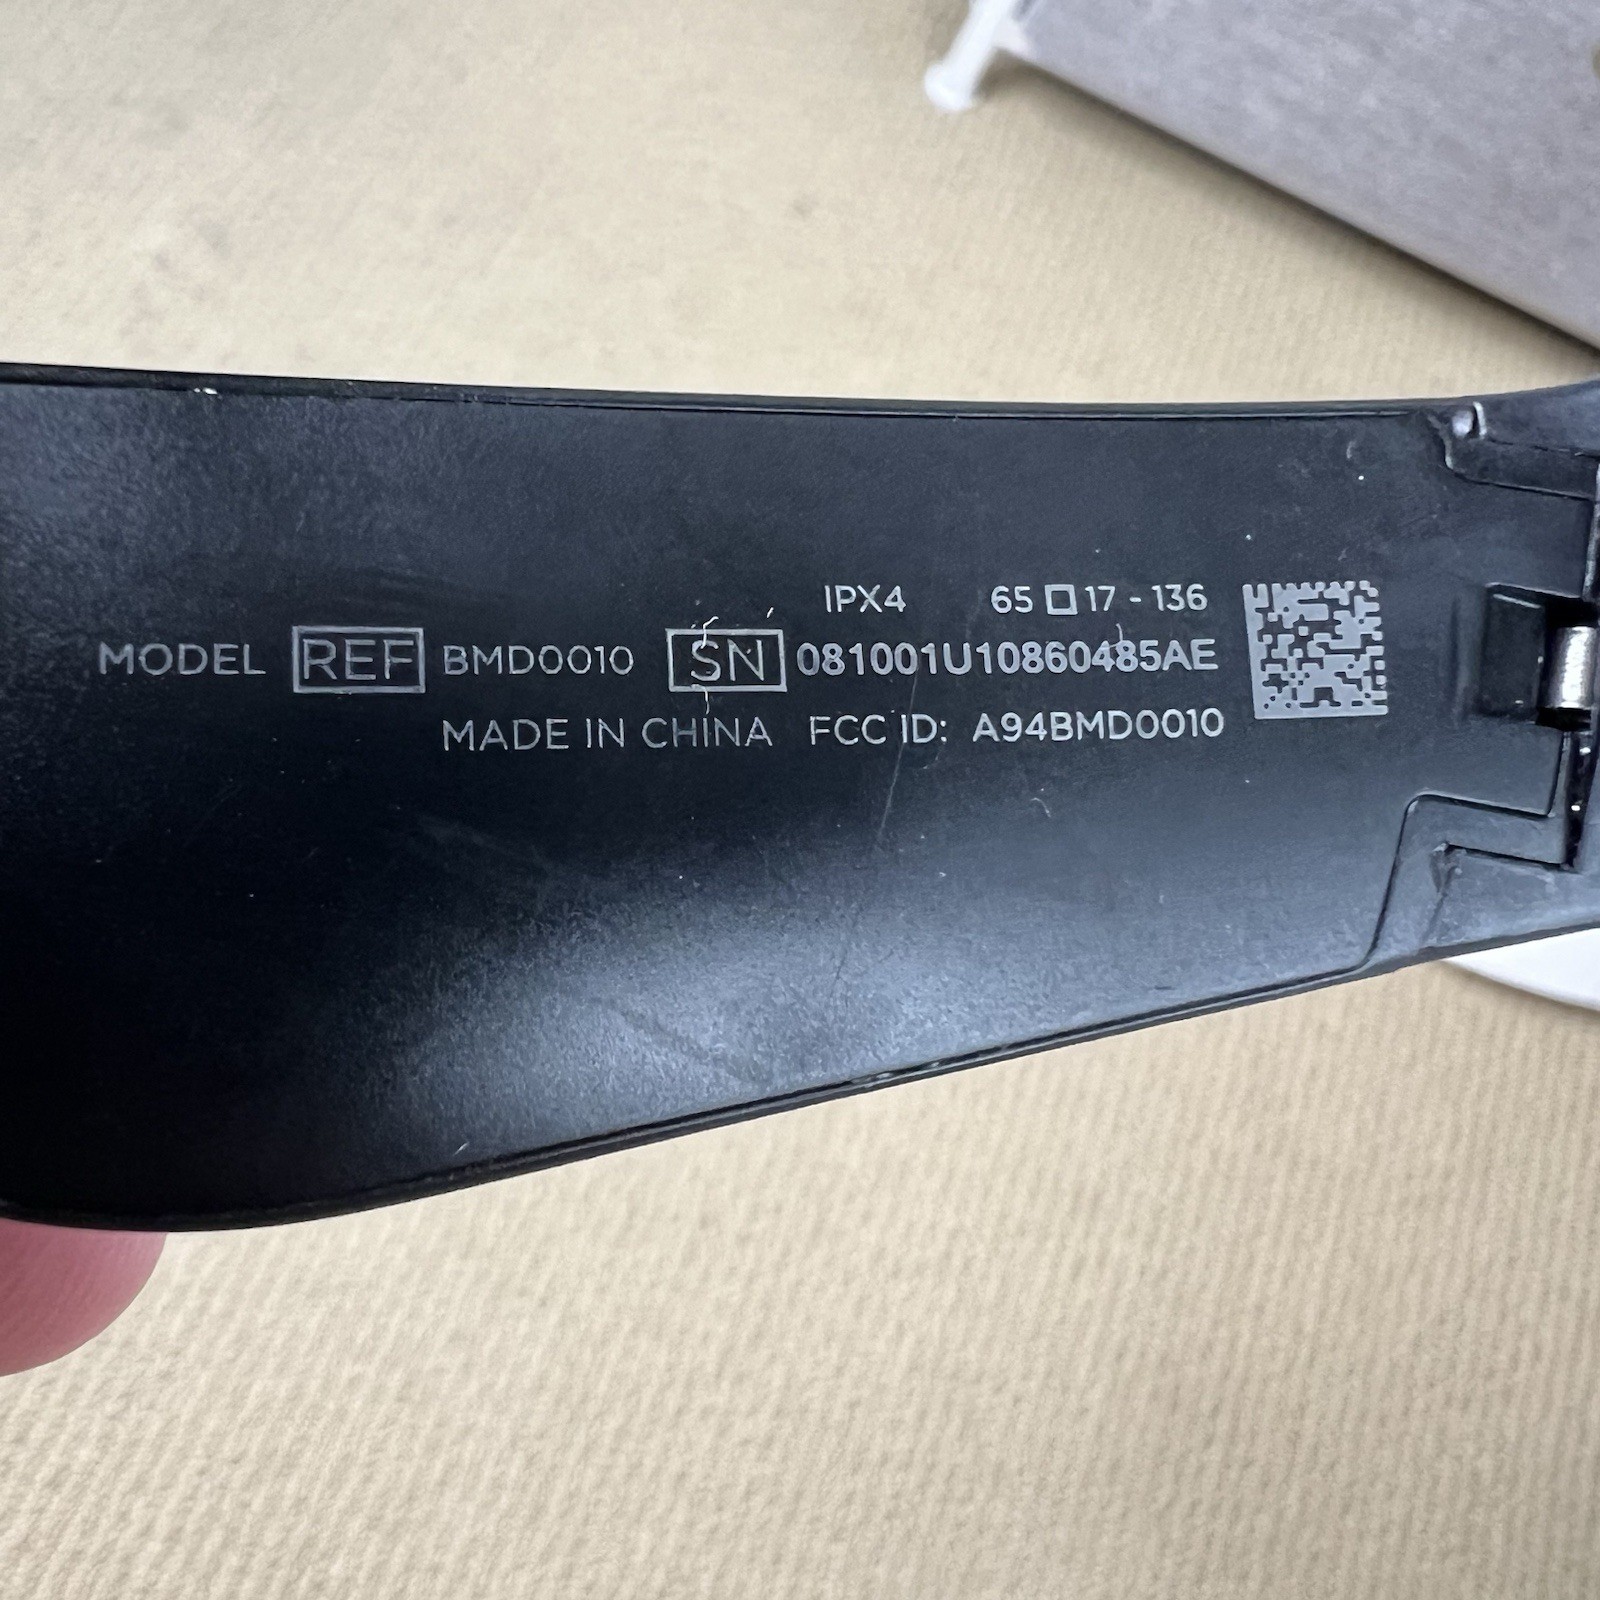 IPX4 65□17-136
MODEL REF BMD0010 SN 081001U10860485AE
MADE IN CHINA FCC ID: A94BMD0010